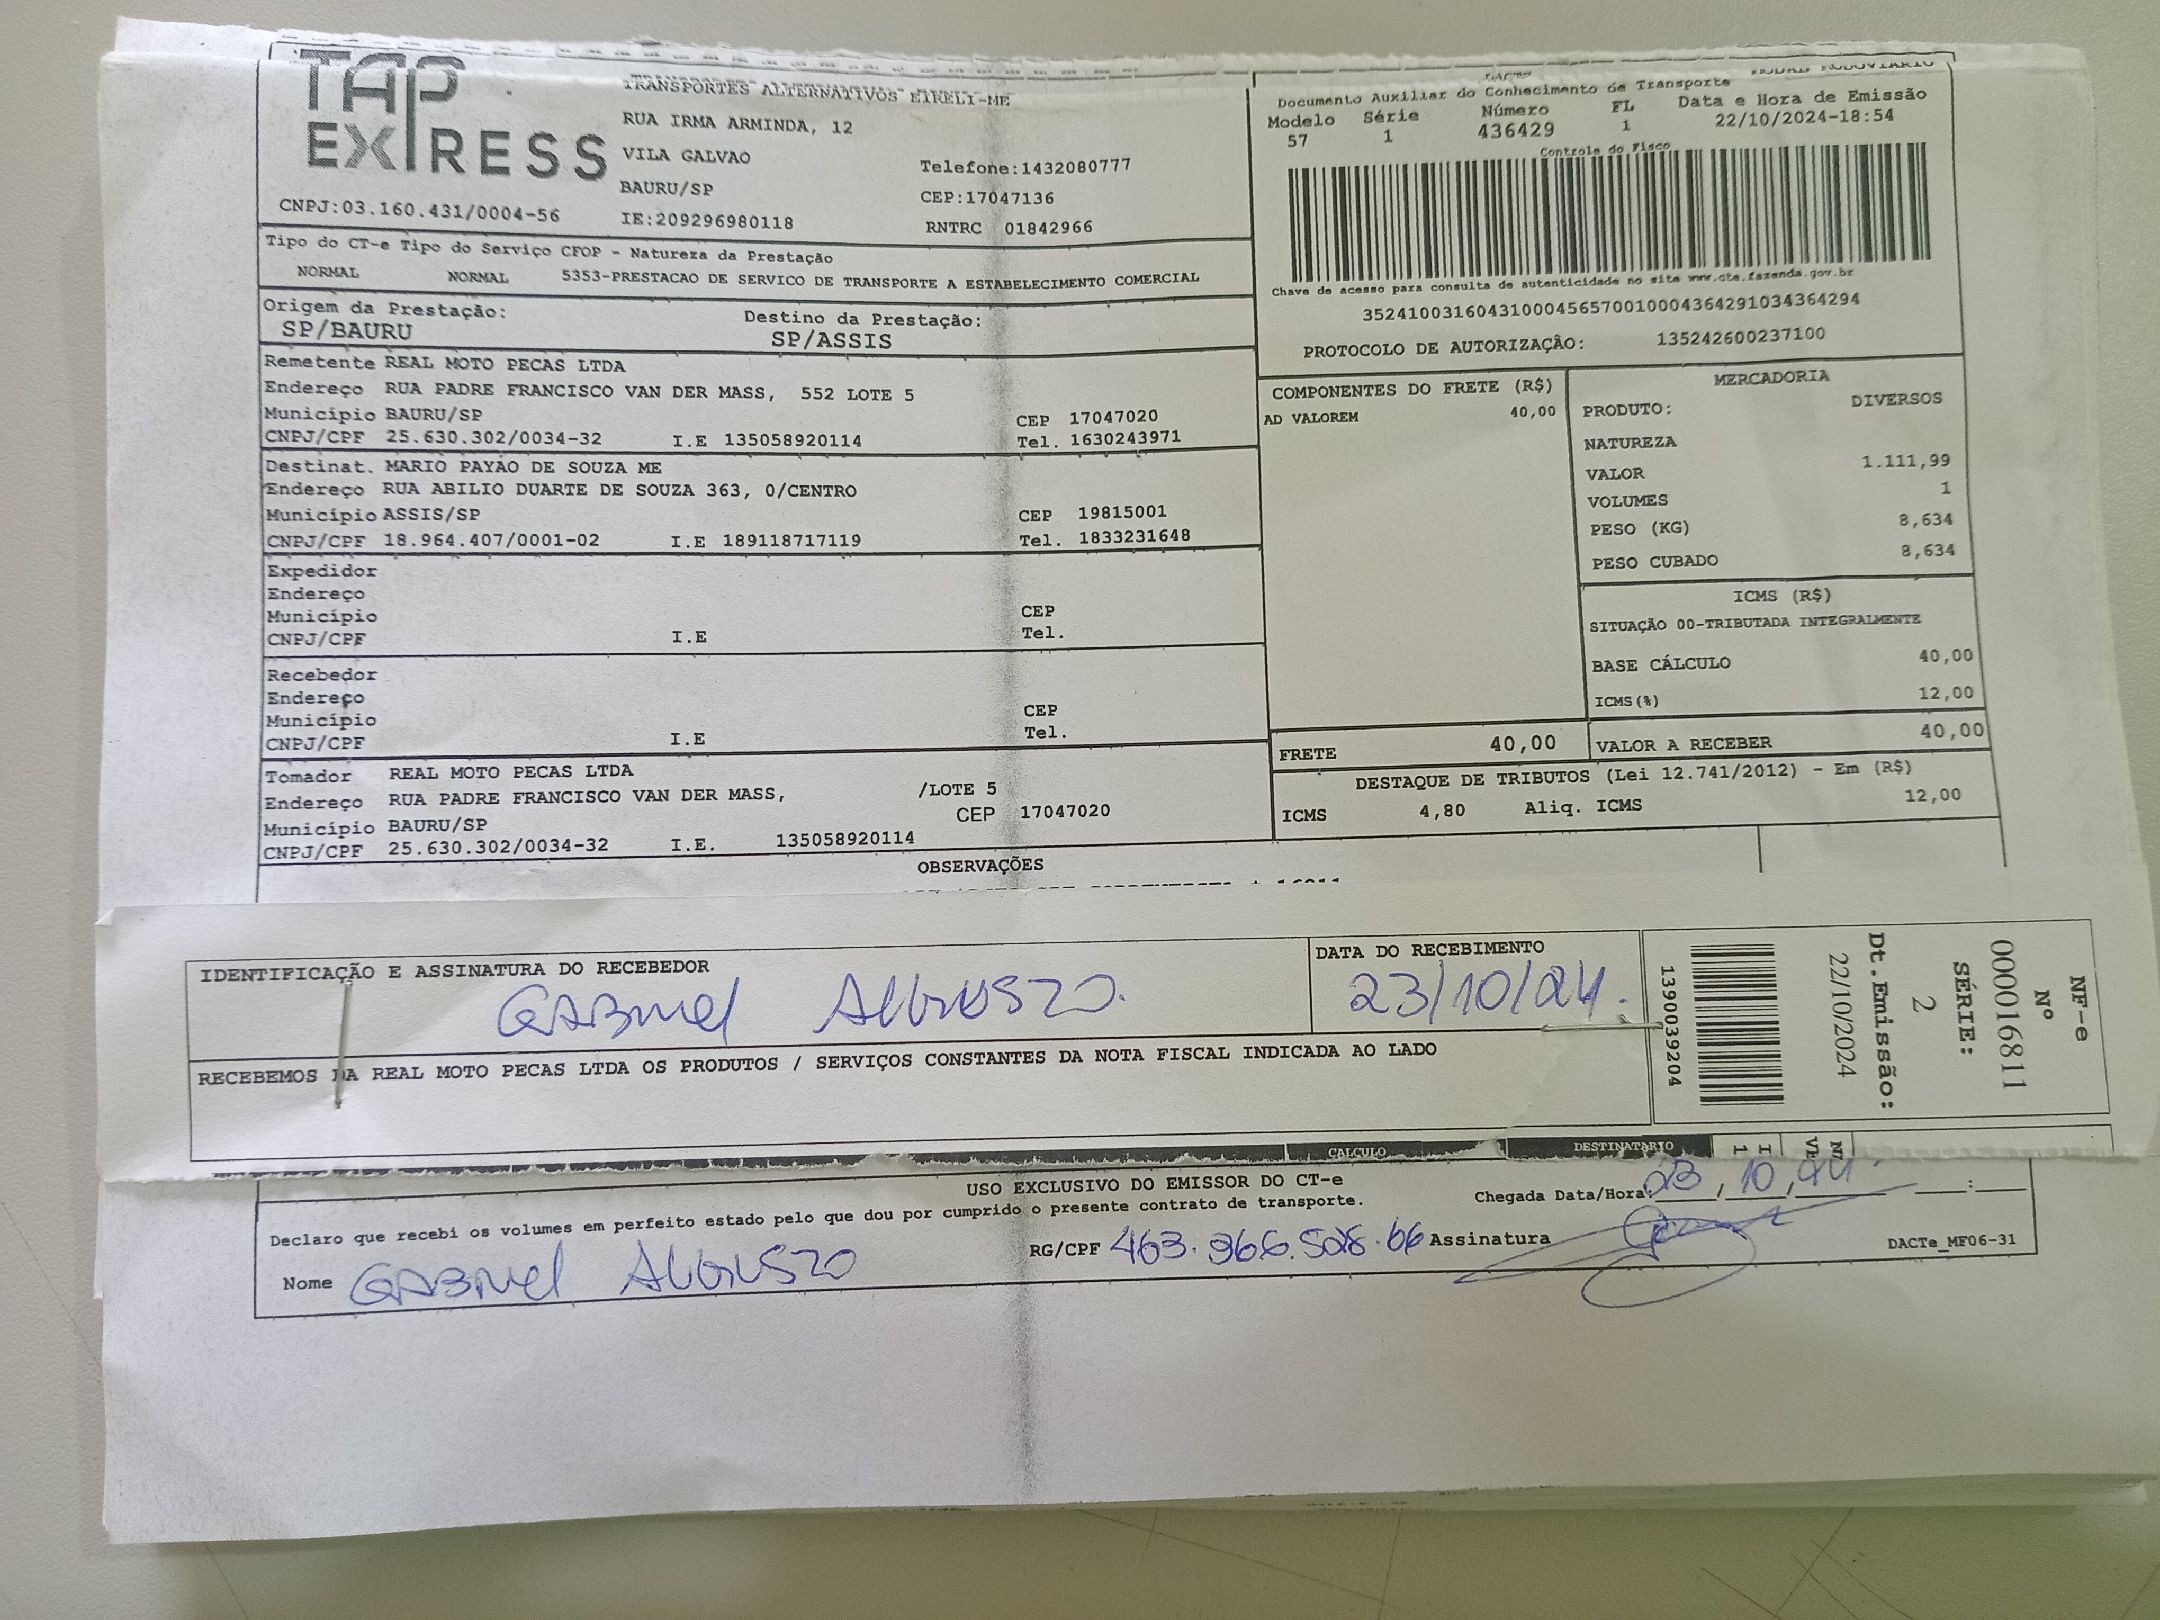 TAP
EXPRESS
CNPJ:03.160.431/0004-56
TRANSPORTES ALTERNATIVOS EIRELI-ME
RUA IRMA ARMINDA, 12
VILA GALVAO
Telefone:1432080777
BAURU/SP
CEP:17047136
IE:209296980118
RNTRC 01842966
Documento Auxiliar do Conhecimento de Transporte
Modelo Série Número FL Data e Hora de Emissão
57 1 436429 1 22/10/2024-18:54
Controle do Fisco
Chave de acesso para consulta de autenticidade no site www.cte.fazenda.gov.br
35241003160431000456570010004364291034364294
PROTOCOLO DE AUTORIZAÇÃO: 135242600237100
Tipo do CT-e Tipo do Serviço CFOP - Natureza da Prestação
NORMAL NORMAL 5353-PRESTACAO DE SERVICO DE TRANSPORTE A ESTABELECIMENTO COMERCIAL
Origem da Prestação: Destino da Prestação:
SP/BAURU SP/ASSIS
Remetente REAL MOTO PECAS LTDA
Endereço RUA PADRE FRANCISCO VAN DER MASS, 552 LOTE 5
Município BAURU/SP CEP 17047020
CNPJ/CPF 25.630.302/0034-32 I.E 135058920114 Tel. 1630243971
Destinat. MARIO PAYAO DE SOUZA ME
Endereço RUA ABILIO DUARTE DE SOUZA 363, 0/CENTRO
Município ASSIS/SP CEP 19815001
CNPJ/CPF 18.964.407/0001-02 I.E 189118717119 Tel. 1833231648
Expedidor
Endereço
Município CEP
CNPJ/CPF I.E Tel.
Recebedor
Endereço
Município CEP
CNPJ/CPF I.E Tel.
Tomador REAL MOTO PECAS LTDA
Endereço RUA PADRE FRANCISCO VAN DER MASS, /LOTE 5
Município BAURU/SP CEP 17047020
CNPJ/CPF 25.630.302/0034-32 I.E. 135058920114
COMPONENTES DO FRETE (R$)
AD VALOREM 40,00
MERCADORIA
PRODUTO: DIVERSOS
NATUREZA
VALOR 1.111,99
VOLUMES 1
PESO (KG) 8,634
PESO CUBADO 8,634
ICMS (R$)
SITUAÇÃO 00-TRIBUTADA INTEGRALMENTE
BASE CÁLCULO 40,00
ICMS(%) 12,00
FRETE 40,00 VALOR A RECEBER 40,00
DESTAQUE DE TRIBUTOS (Lei 12.741/2012) - Em (R$)
ICMS 4,80 Aliq. ICMS 12,00
OBSERVAÇÕES
IDENTIFICAÇÃO E ASSINATURA DO RECEBEDOR
GABRIEL AUGUSTO.
DATA DO RECEBIMENTO
23/10/24.
RECEBEMOS DA REAL MOTO PECAS LTDA OS PRODUTOS / SERVIÇOS CONSTANTES DA NOTA FISCAL INDICADA AO LADO
NF-e
Nº
000016811
SÉRIE:
2
Dt.Emissão:
22/10/2024
1390039204
CALCULO DESTINATARIO
USO EXCLUSIVO DO EMISSOR DO CT-e
Declaro que recebi os volumes em perfeito estado pelo que dou por cumprido o presente contrato de transporte.
Chegada Data/Hora: 23/10/24
Nome GABRIEL AUGUSTO
RG/CPF 463.966.528.66 Assinatura
DACTe_MF06-31